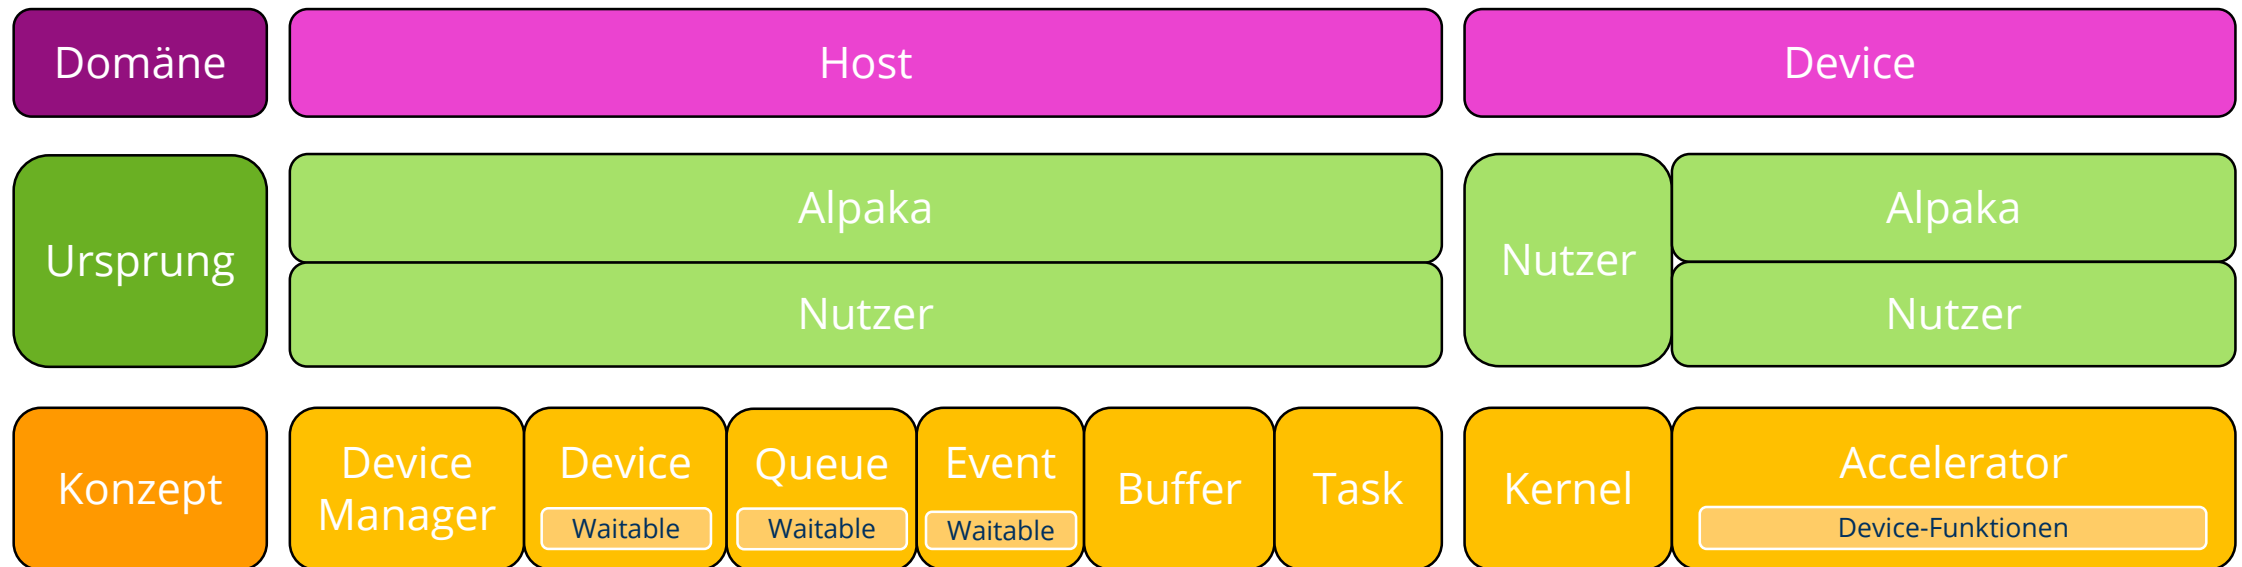 Domäne
Host
Device
Ursprung
Alpaka
Nutzer
Nutzer
Alpaka
Nutzer
Konzept
Device
Manager
Device
Waitable
Queue
Waitable
Event
Waitable
Buffer
Task
Kernel
Accelerator
Device-Funktionen